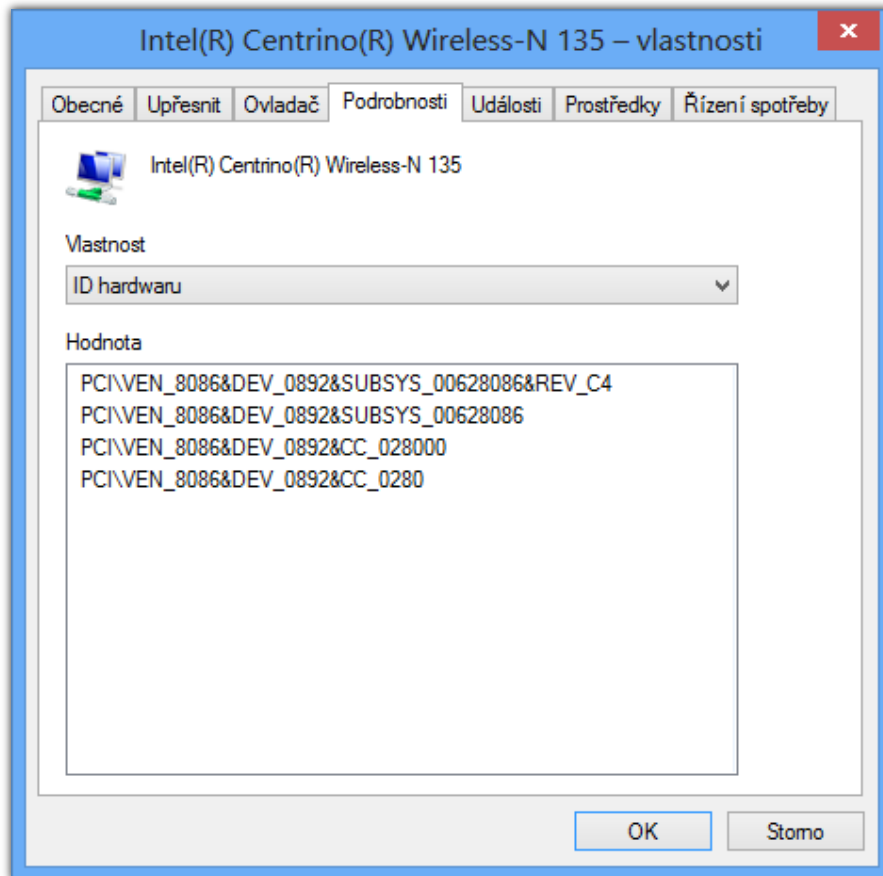 Intel(R) Centrino(R) Wireless-N 135 – vlastnosti
Obecné Upřesnit Ovladač Podrobnosti Události Prostředky Řízení spotřeby
Intel(R) Centrino(R) Wireless-N 135
Vlastnost
ID hardwaru
Hodnota
PCI\VEN_8086&DEV_0892&SUBSYS_00628086&REV_C4
PCI\VEN_8086&DEV_0892&SUBSYS_00628086
PCI\VEN_8086&DEV_0892&CC_028000
PCI\VEN_8086&DEV_0892&CC_0280
OK Storno